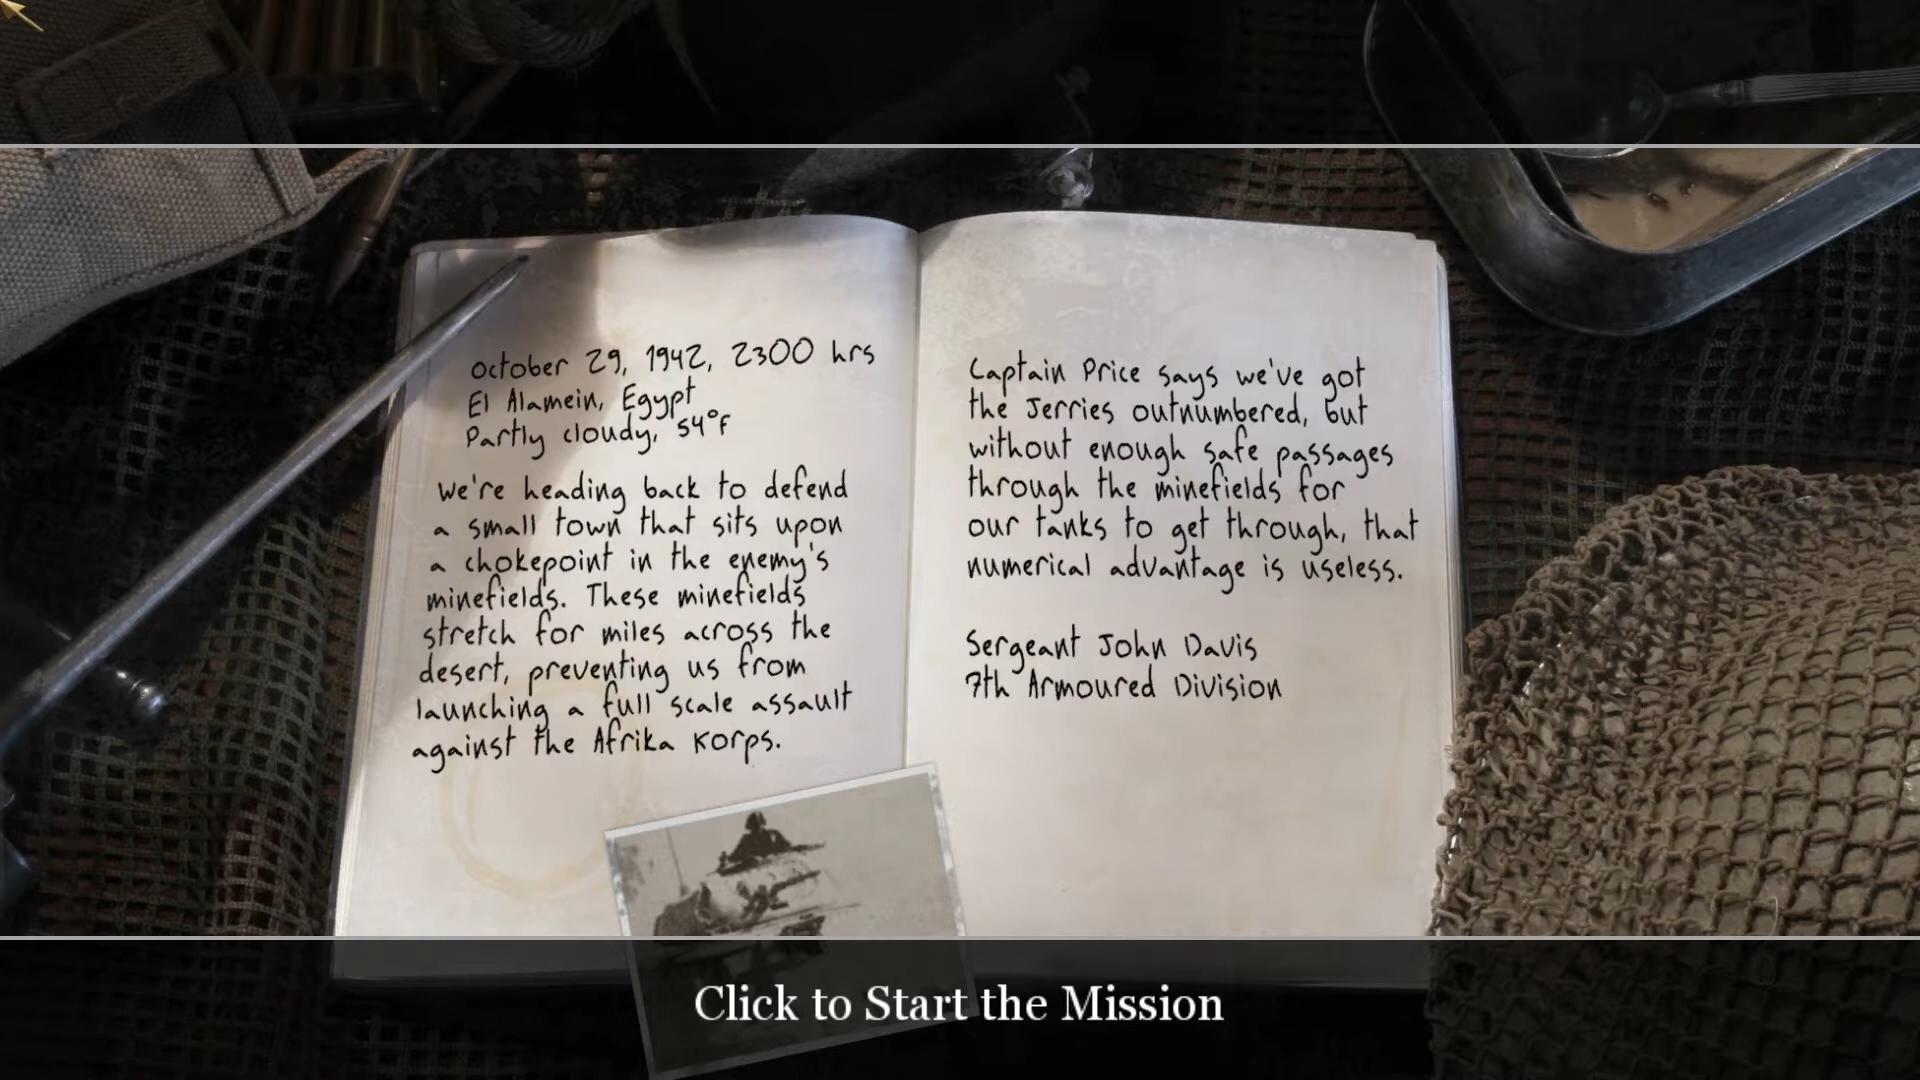 October 29, 1942, 2300 hrs
El Alamein, Egypt
Partly cloudy, 54°F
We're heading back to defend
a small town that sits upon
a chokepoint in the enemy's
minefields. These minefields
stretch for miles across the
desert, preventing us from
launching a full scale assault
against the Afrika Korps.
Captain Price says we've got
the Jerries outnumbered, but
without enough safe passages
through the minefields for
our tanks to get through, that
numerical advantage is useless.
Sergeant John Davis
7th Armoured Division
Click to Start the Mission